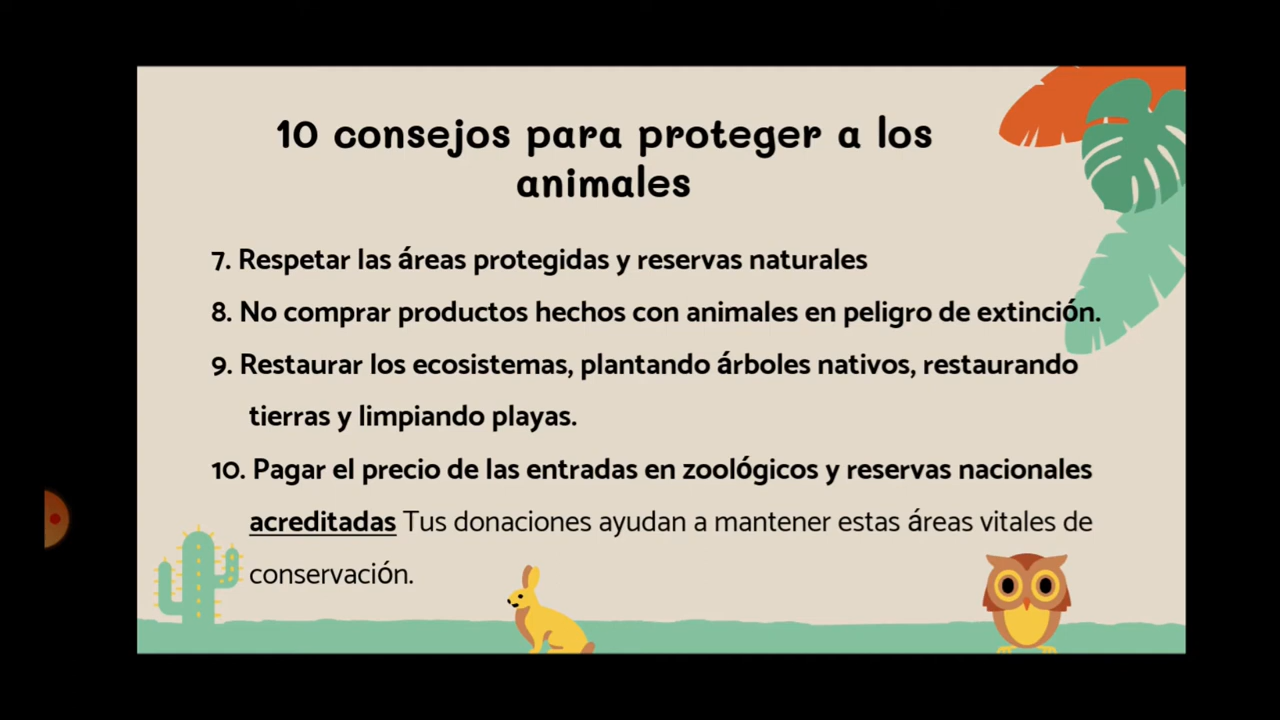 10 consejos para proteger a los
animales
7. Respetar las áreas protegidas y reservas naturales
8. No comprar productos hechos con animales en peligro de extinción.
9. Restaurar los ecosistemas, plantando árboles nativos, restaurando
tierras y limpiando playas.
10. Pagar el precio de las entradas en zoológicos y reservas nacionales
acreditadas Tus donaciones ayudan a mantener estas áreas vitales de
conservación.